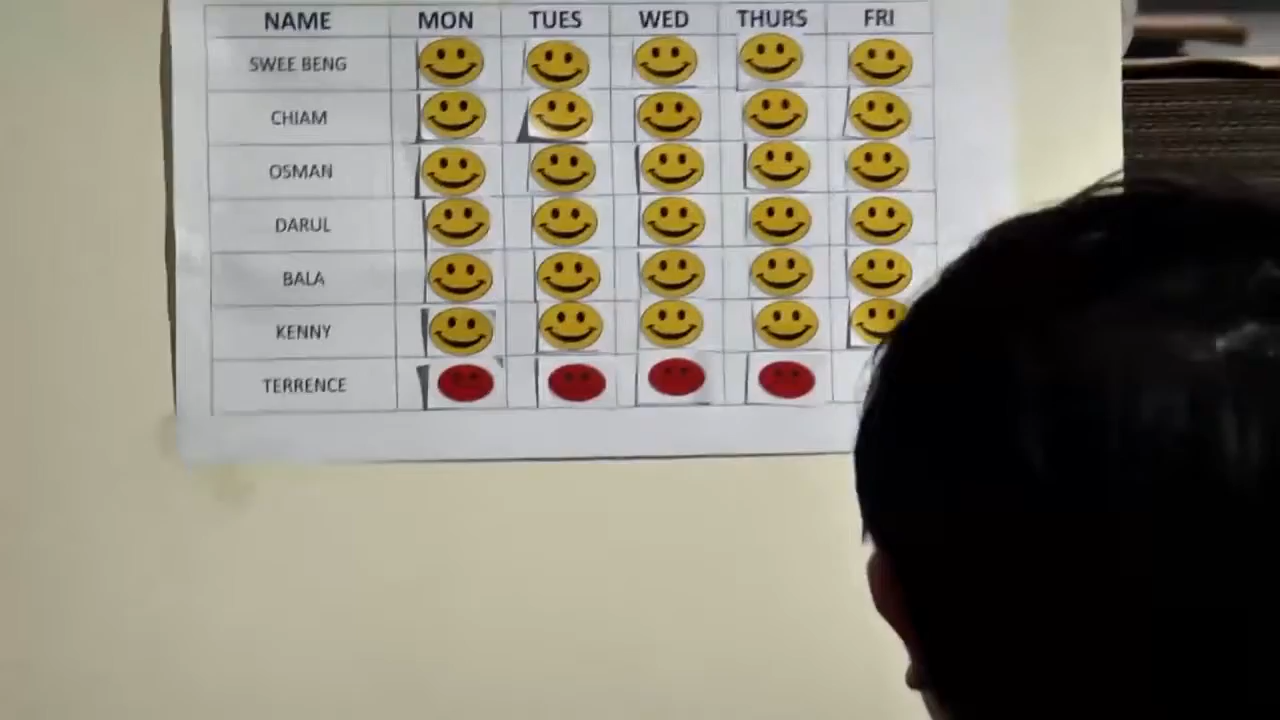 NAME MON TUES WED THURS FRI
SWEE BENG
CHIAM
OSMAN
DARUL
BALA
KENNY
TERRENCE